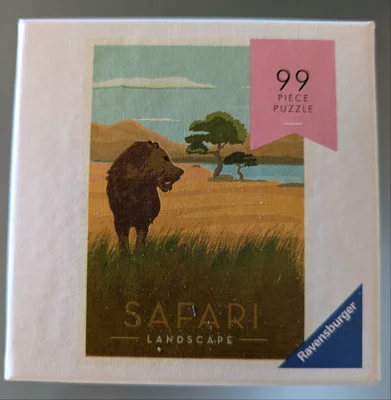 99
PIECE
PUZZLE
SAFARI
LANDSCAPE
Ravensburger